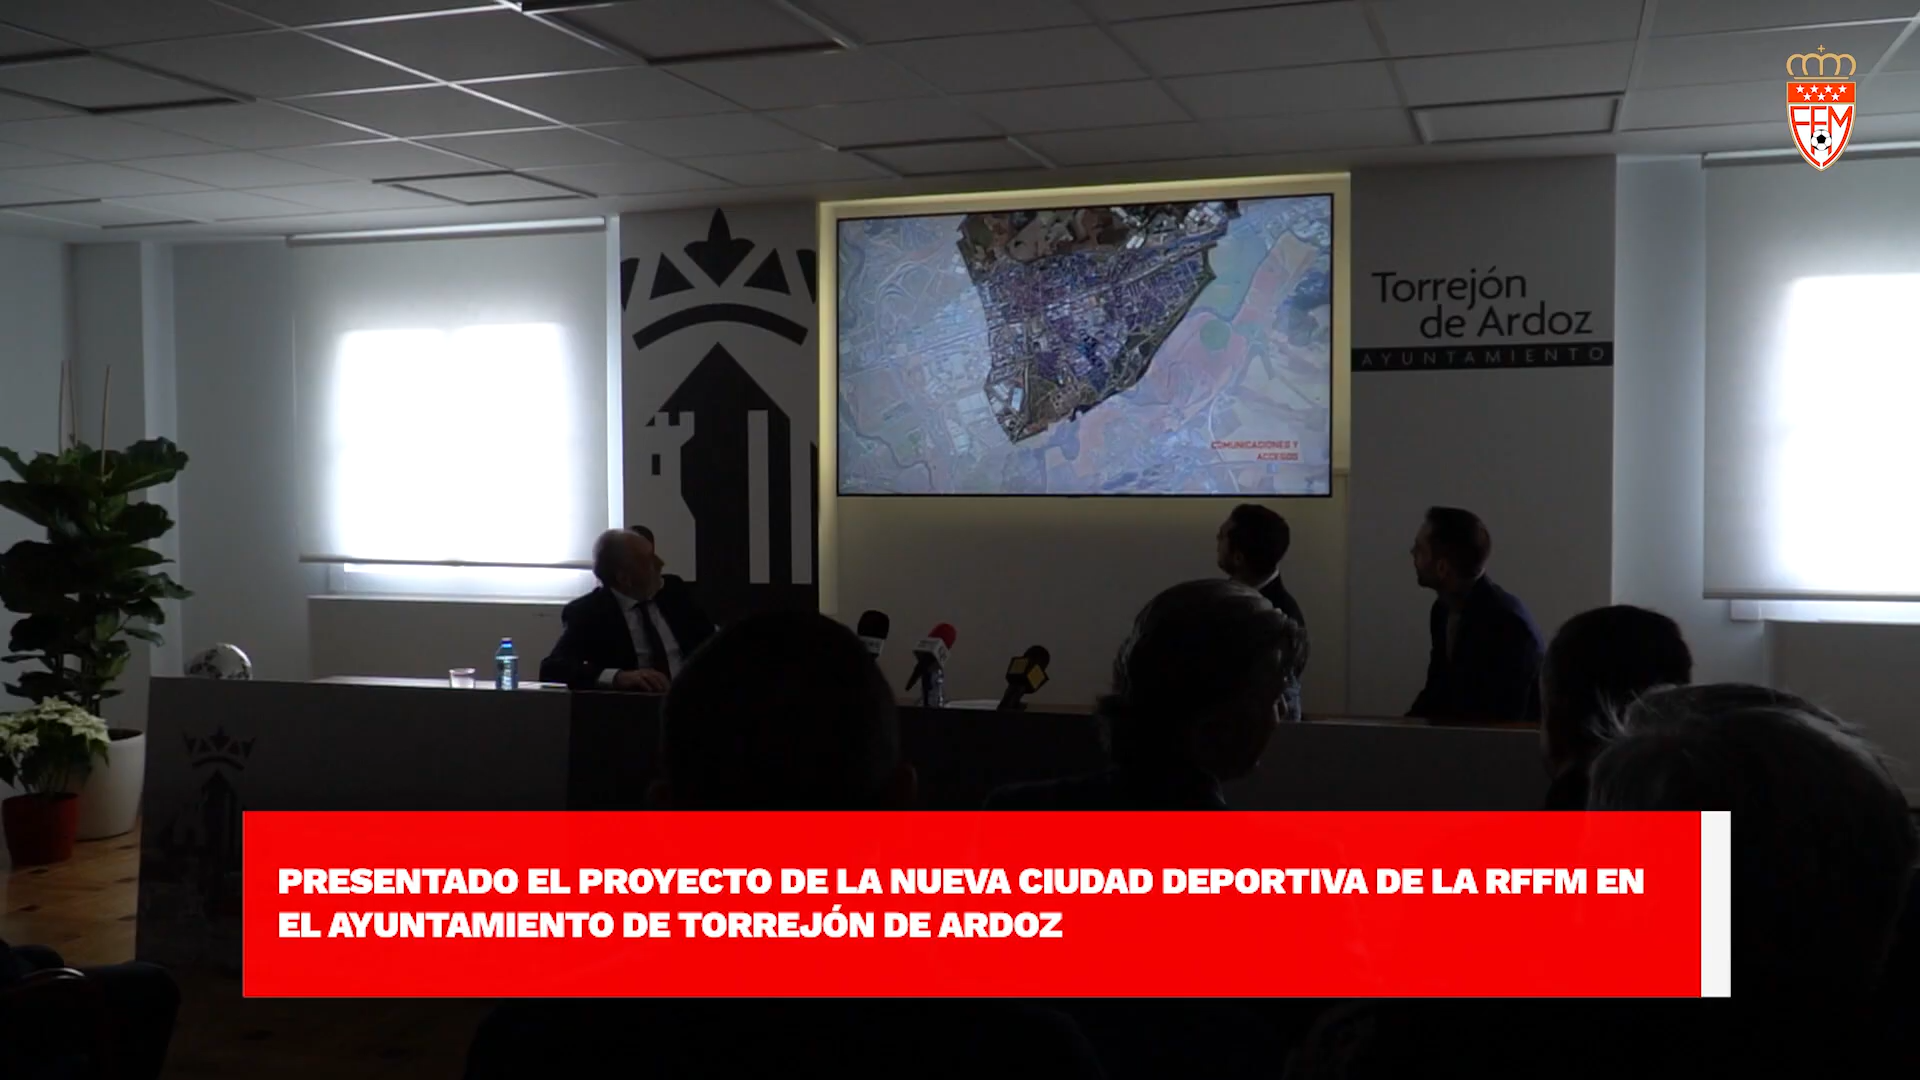 FFM
Torrejón
de Ardoz
AYUNTAMIENTO
COMUNICACIONES Y
ACCESOS
PRESENTADO EL PROYECTO DE LA NUEVA CIUDAD DEPORTIVA DE LA RFFM EN
EL AYUNTAMIENTO DE TORREJÓN DE ARDOZ